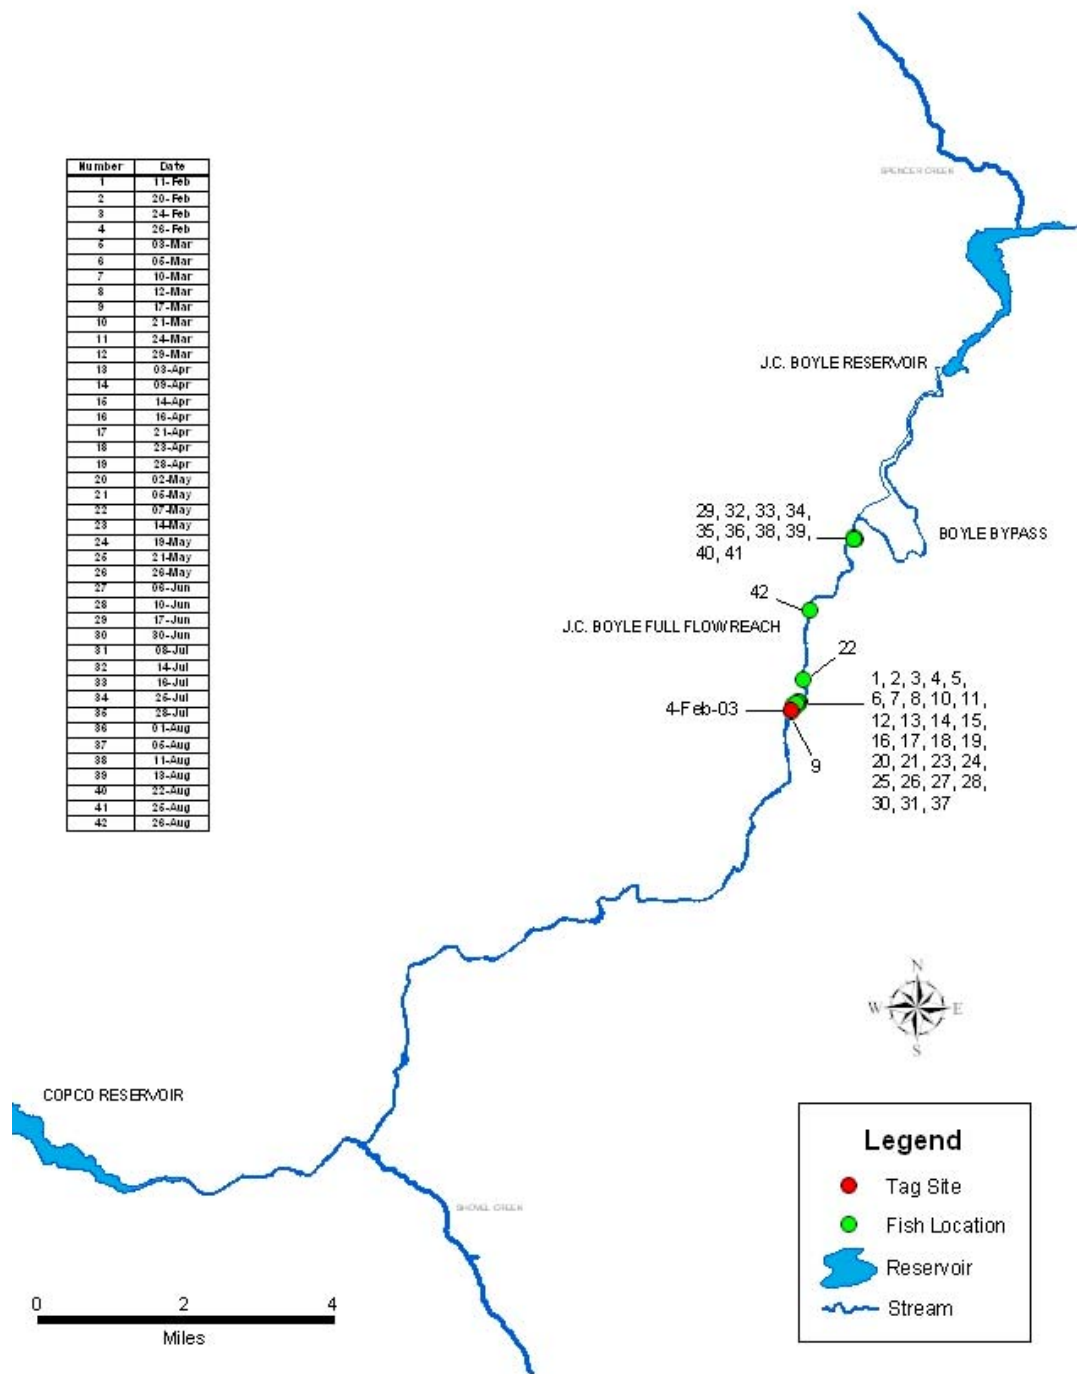 SPENCER CREEK
Number Date
1 11-Feb
2 20-Feb
3 24-Feb
4 26-Feb
5 03-Mar
6 05-Mar
7 10-Mar
8 12-Mar
9 17-Mar
10 21-Mar
11 24-Mar
12 29-Mar
13 03-Apr
14 09-Apr
15 14-Apr
16 16-Apr
17 21-Apr
18 23-Apr
19 28-Apr
20 02-May
21 05-May
22 07-May
23 14-May
24 19-May
25 21-May
26 26-May
27 06-Jun
28 10-Jun
29 17-Jun
30 30-Jun
31 08-Jul
32 14-Jul
33 16-Jul
34 25-Jul
35 28-Jul
36 01-Aug
37 05-Aug
38 11-Aug
39 13-Aug
40 22-Aug
41 25-Aug
42 26-Aug
J.C. BOYLE RESERVOIR
29, 32, 33, 34,
35, 36, 38, 39,
40, 41
BOYLE BYPASS
42
J.C. BOYLE FULL FLOW REACH
22
4-Feb-03
1, 2, 3, 4, 5,
6, 7, 8, 10, 11,
12, 13, 14, 15,
16, 17, 18, 19,
20, 21, 23, 24,
25, 26, 27, 28,
30, 31, 37
9
N
W E
S
COPCO RESERVOIR
SHOVEL CREEK
Legend
Tag Site
Fish Location
Reservoir
Stream
0 2 4
Miles